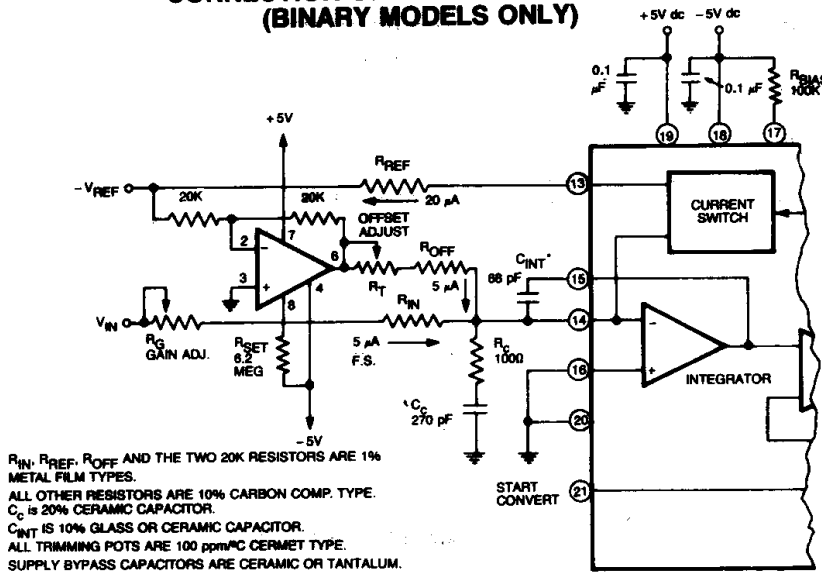 (BINARY MODELS ONLY)
+5V dc
-5V dc
0.1 µF
0.1 µF
RBIAS
100K
19
18
17
+5V
-VREF
20K
20K
RREF
20 µA
13
CURRENT SWITCH
OFFSET ADJUST
2
7
6
3
8
4
-
+
RT
ROFF
5 µA
CINT*
66 pF
15
VIN
RG
GAIN ADJ.
RSET
6.2 MEG
RIN
5 µA
F.S.
14
-
+
INTEGRATOR
RC
100Ω
16
CC
270 pF
20
-5V
START CONVERT
21
RIN, RREF, ROFF AND THE TWO 20K RESISTORS ARE 1%
METAL FILM TYPES.
ALL OTHER RESISTORS ARE 10% CARBON COMP. TYPE.
Cc is 20% CERAMIC CAPACITOR.
CINT IS 10% GLASS OR CERAMIC CAPACITOR.
ALL TRIMMING POTS ARE 100 ppm/°C CERMET TYPE.
SUPPLY BYPASS CAPACITORS ARE CERAMIC OR TANTALUM.